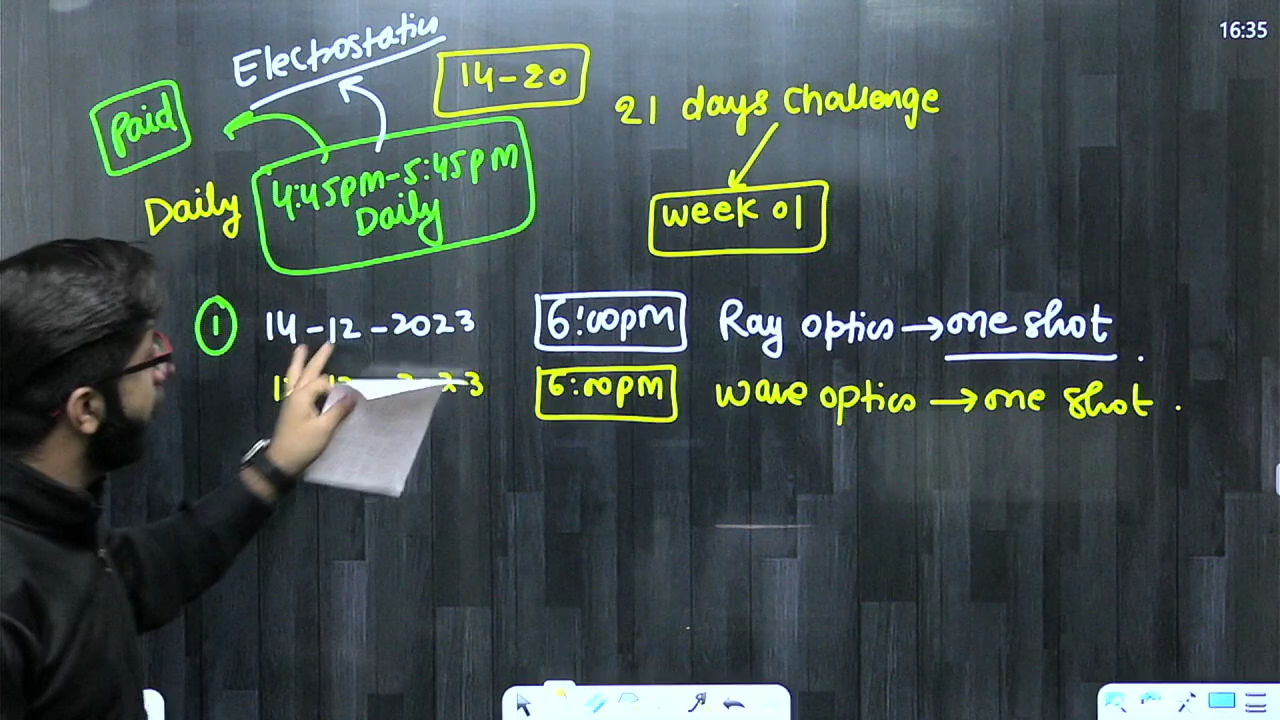 16:35
Electrostatics
14-20
Paid
21 days challenge
4:45PM-5:45PM
Daily
Daily
week 01
1 14-12-2023 6:00pm Ray optics → one shot.
6:00PM wave optics → one shot.